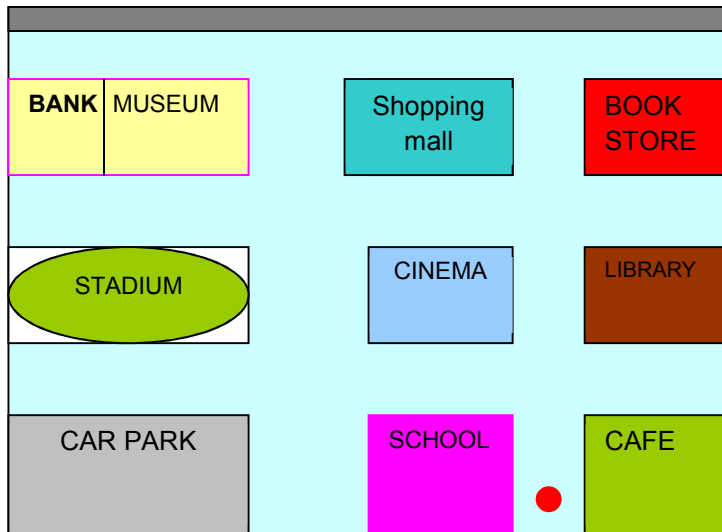 BANK MUSEUM
Shopping
mall
BOOK
STORE
STADIUM
CINEMA
LIBRARY
CAR PARK
SCHOOL
CAFE